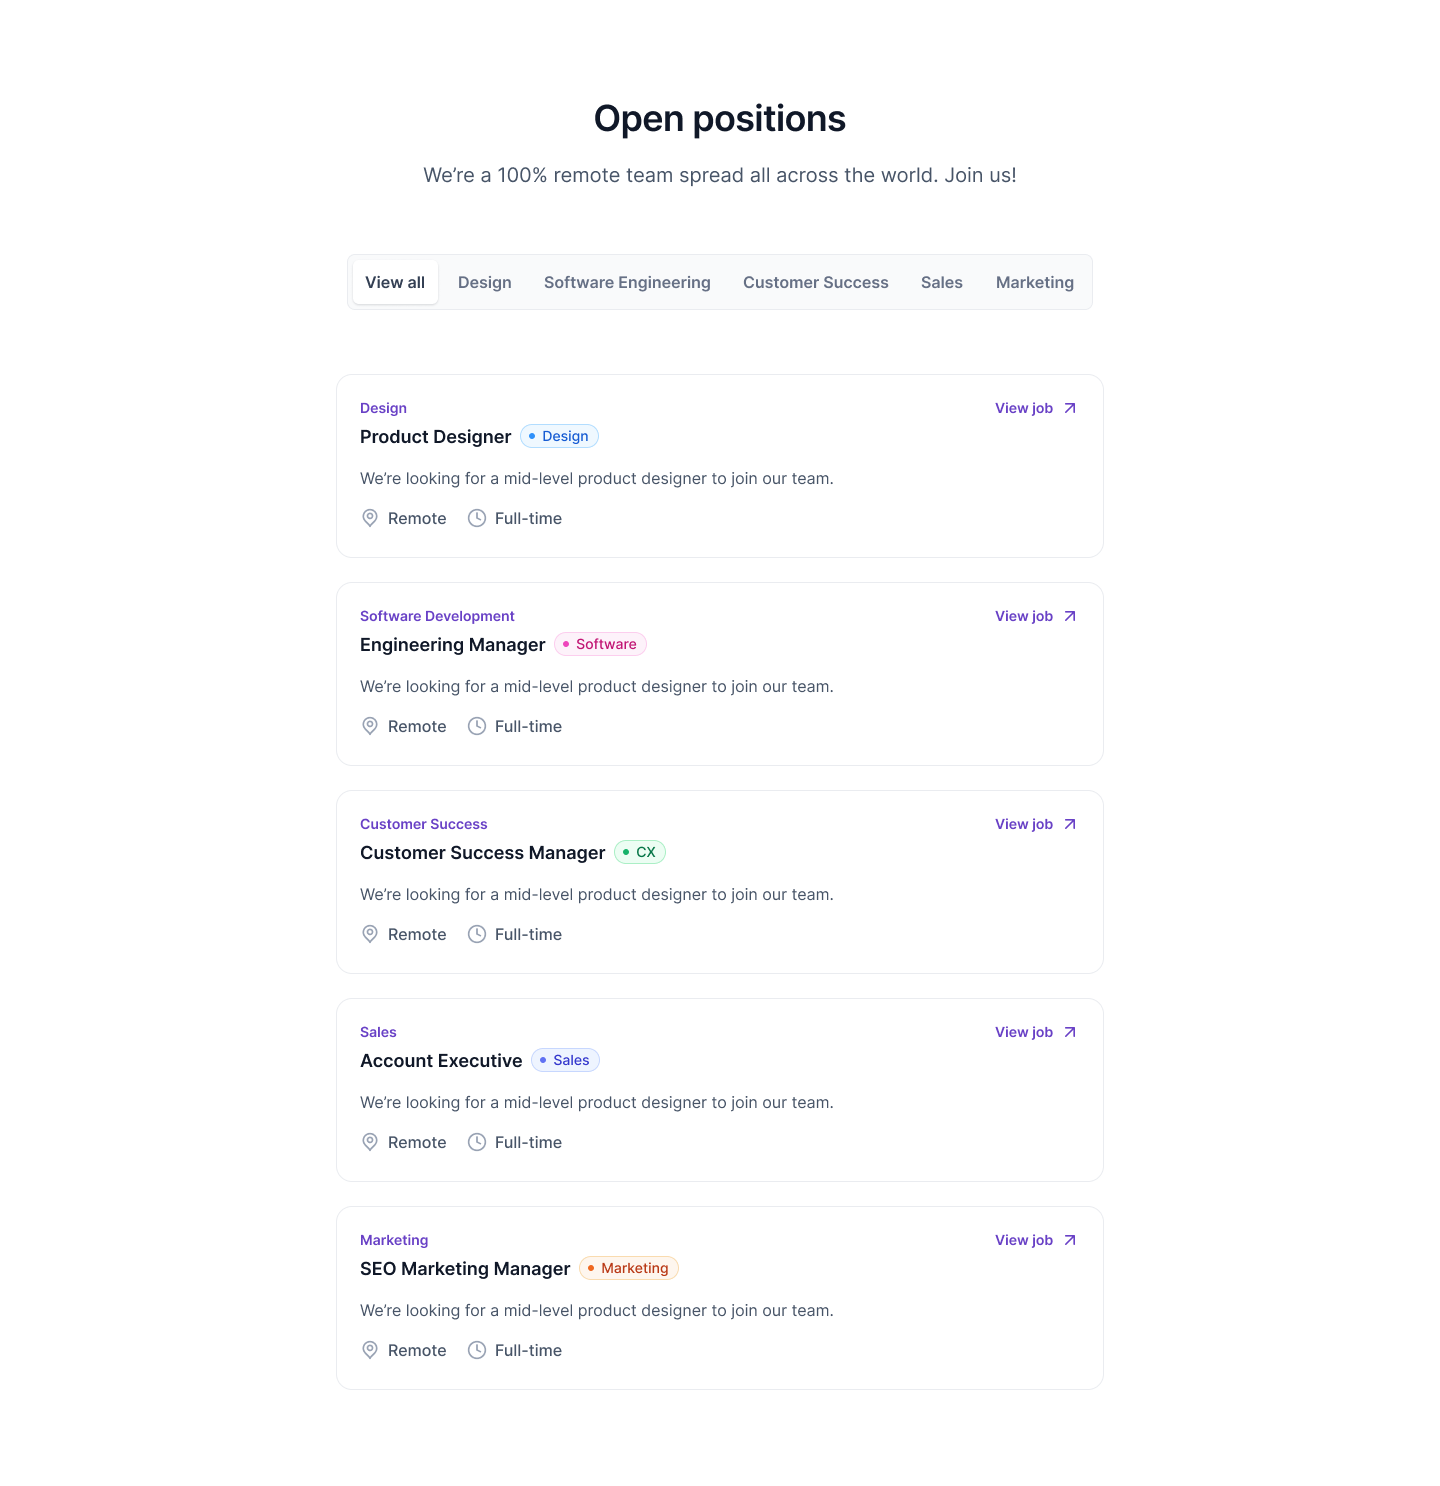 Open positions
We’re a 100% remote team spread all across the world. Join us!
View all Design Software Engineering Customer Success Sales Marketing
Design View job
Product Designer Design
We’re looking for a mid-level product designer to join our team.
Remote Full-time
Software Development View job
Engineering Manager Software
We’re looking for a mid-level product designer to join our team.
Remote Full-time
Customer Success View job
Customer Success Manager CX
We’re looking for a mid-level product designer to join our team.
Remote Full-time
Sales View job
Account Executive Sales
We’re looking for a mid-level product designer to join our team.
Remote Full-time
Marketing View job
SEO Marketing Manager Marketing
We’re looking for a mid-level product designer to join our team.
Remote Full-time